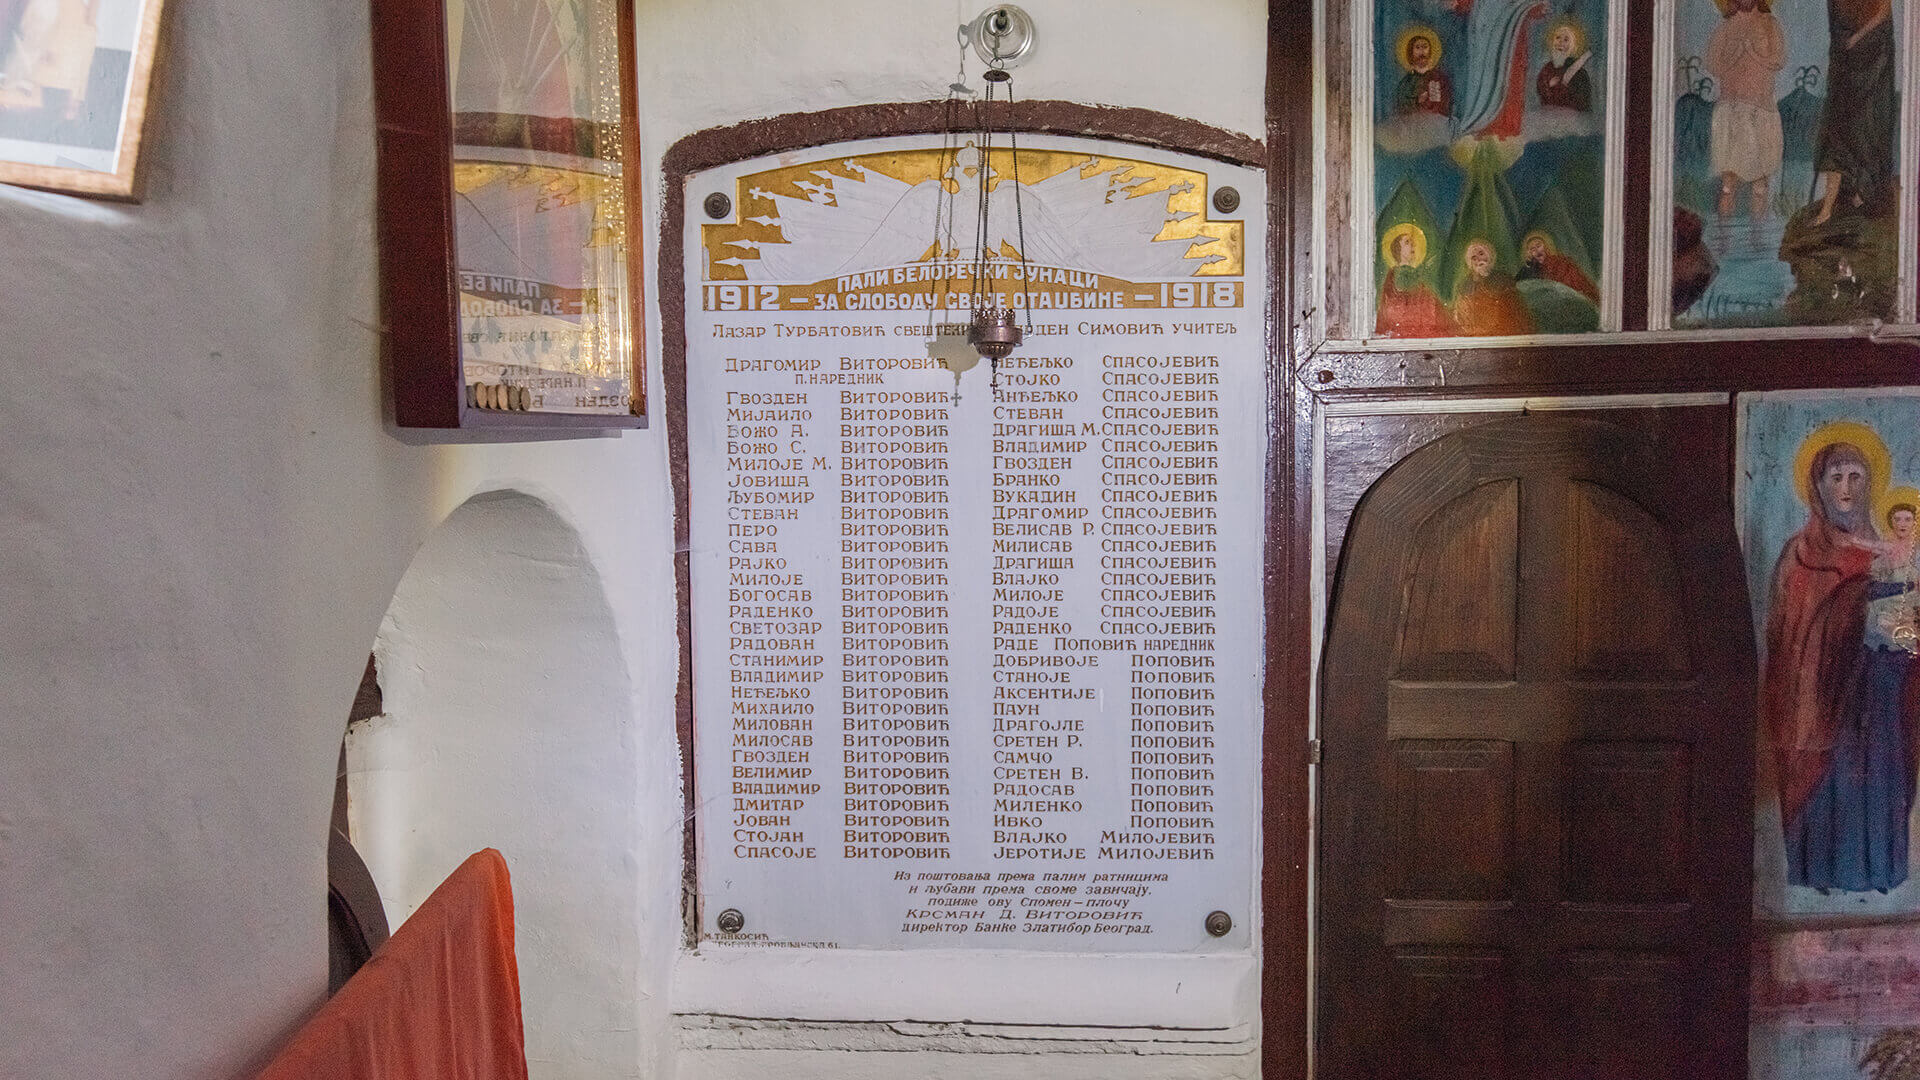 ПАЛИ БЕЛОРЕЧКИ ЈУНАЦИ
1912 – ЗА СЛОБОДУ СВОЈЕ ОТАЏБИНЕ – 1918
ЛАЗАР ТУРБАТОВИЋ СВЕШТЕНИК СИМОВИЋ УЧИТЕЉ
ДРАГОМИР ВИТОРОВИЋ
П. НАРЕДНИК
ГВОЗДЕН ВИТОРОВИЋ
МИЈАИЛО ВИТОРОВИЋ
БОЖО А. ВИТОРОВИЋ
БОЖО С. ВИТОРОВИЋ
МИЛОЈЕ М. ВИТОРОВИЋ
ЈОВИША ВИТОРОВИЋ
ЉУБОМИР ВИТОРОВИЋ
СТЕВАН ВИТОРОВИЋ
ПЕРО ВИТОРОВИЋ
САВА ВИТОРОВИЋ
РАЈКО ВИТОРОВИЋ
МИЛОЈЕ ВИТОРОВИЋ
БОГОСАВ ВИТОРОВИЋ
РАДЕНКО ВИТОРОВИЋ
СВЕТОЗАР ВИТОРОВИЋ
РАДОВАН ВИТОРОВИЋ
СТАНИМИР ВИТОРОВИЋ
ВЛАДИМИР ВИТОРОВИЋ
НЕЂЕЉКО ВИТОРОВИЋ
МИХАИЛО ВИТОРОВИЋ
МИЛОВАН ВИТОРОВИЋ
МИЛОСАВ ВИТОРОВИЋ
ГВОЗДЕН ВИТОРОВИЋ
ВЕЛИМИР ВИТОРОВИЋ
ВЛАДИМИР ВИТОРОВИЋ
ДМИТАР ВИТОРОВИЋ
ЈОВАН ВИТОРОВИЋ
СТОЈАН ВИТОРОВИЋ
СПАСОЈЕ ВИТОРОВИЋ
НЕЂЕЉКО СПАСОЈЕВИЋ
СТОЈКО СПАСОЈЕВИЋ
АНЂЕЉКО СПАСОЈЕВИЋ
СТЕВАН СПАСОЈЕВИЋ
ДРАГИША М. СПАСОЈЕВИЋ
ВЛАДИМИР СПАСОЈЕВИЋ
ГВОЗДЕН СПАСОЈЕВИЋ
БРАНКО СПАСОЈЕВИЋ
ВУКАДИН СПАСОЈЕВИЋ
ДРАГОМИР СПАСОЈЕВИЋ
ВЕЛИСАВ Р. СПАСОЈЕВИЋ
МИЛИСАВ СПАСОЈЕВИЋ
ДРАГИША СПАСОЈЕВИЋ
ВЛАЈКО СПАСОЈЕВИЋ
МИЛОЈЕ СПАСОЈЕВИЋ
РАДОЈЕ СПАСОЈЕВИЋ
РАДЕНКО СПАСОЈЕВИЋ
РАДЕ ПОПОВИЋ НАРЕДНИК
ДОБРИВОЈЕ ПОПОВИЋ
СТАНОЈЕ ПОПОВИЋ
АКСЕНТИЈЕ ПОПОВИЋ
ПАУН ПОПОВИЋ
ДРАГОЈЛЕ ПОПОВИЋ
СРЕТЕН Р. ПОПОВИЋ
САМЧО ПОПОВИЋ
СРЕТЕН В. ПОПОВИЋ
РАДОСАВ ПОПОВИЋ
МИЛЕНКО ПОПОВИЋ
ИВКО ПОПОВИЋ
ВЛАЈКО МИЛОЈЕВИЋ
ЈЕРОТИЈЕ МИЛОЈЕВИЋ
Из поштовања према палим ратницима
и љубави према своме завичају,
подиже ову Спомен – плочу
КРСМАН Д. ВИТОРОВИЋ
директор Банке Златибор Београд.
М. ТАНКОСИЋ
61.